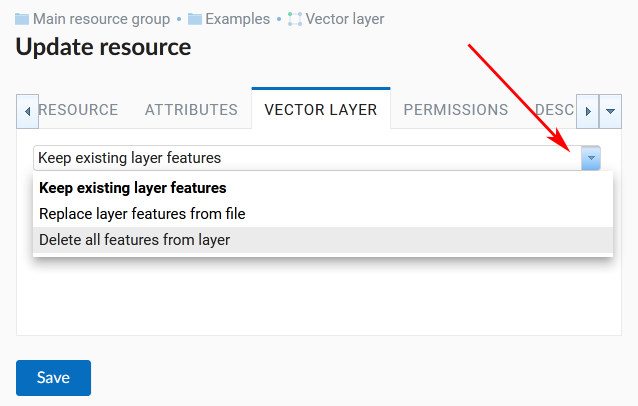 Main resource group • Examples • Vector layer
Update resource
RESOURCE ATTRIBUTES VECTOR LAYER PERMISSIONS DESC
Keep existing layer features
Keep existing layer features
Replace layer features from file
Delete all features from layer
Save